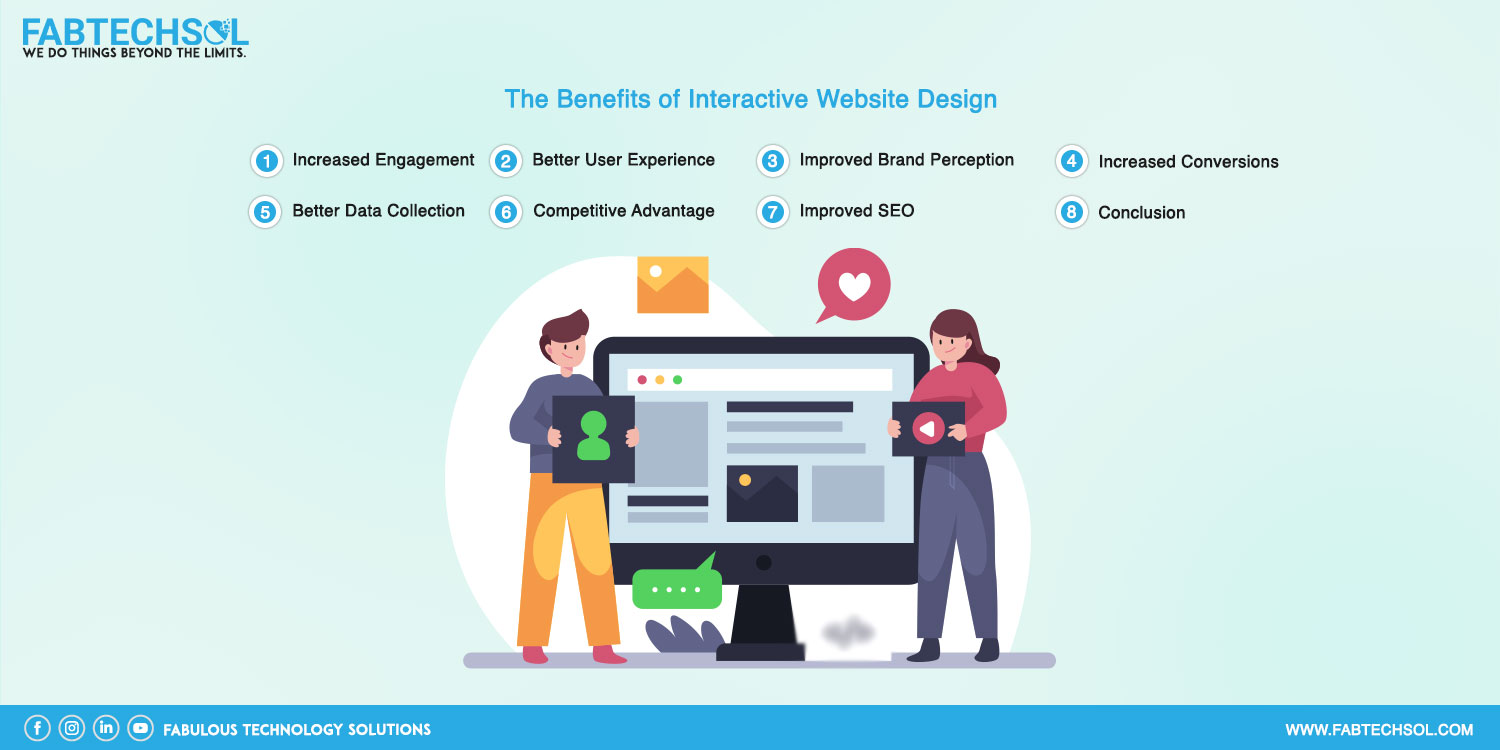 FABTECHSOL
WE DO THINGS BEYOND THE LIMITS.
The Benefits of Interactive Website Design
1 Increased Engagement
2 Better User Experience
3 Improved Brand Perception
4 Increased Conversions
5 Better Data Collection
6 Competitive Advantage
7 Improved SEO
8 Conclusion
FABULOUS TECHNOLOGY SOLUTIONS
WWW.FABTECHSOL.COM